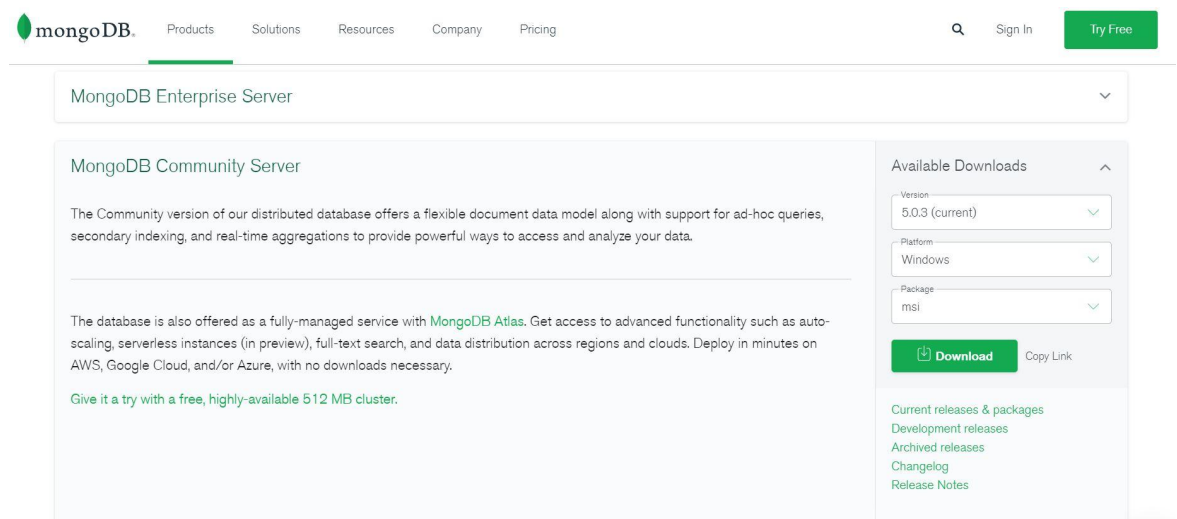 mongoDB.
Products
Solutions
Resources
Company
Pricing
Sign In
Try Free
MongoDB Enterprise Server
MongoDB Community Server
The Community version of our distributed database offers a flexible document data model along with support for ad-hoc queries,
secondary indexing, and real-time aggregations to provide powerful ways to access and analyze your data.
The database is also offered as a fully-managed service with MongoDB Atlas. Get access to advanced functionality such as auto-
scaling, serverless instances (in preview), full-text search, and data distribution across regions and clouds. Deploy in minutes on
AWS, Google Cloud, and/or Azure, with no downloads necessary.
Give it a try with a free, highly-available 512 MB cluster.
Available Downloads
Version
5.0.3 (current)
Platform
Windows
Package
msi
Download
Copy Link
Current releases & packages
Development releases
Archived releases
Changelog
Release Notes